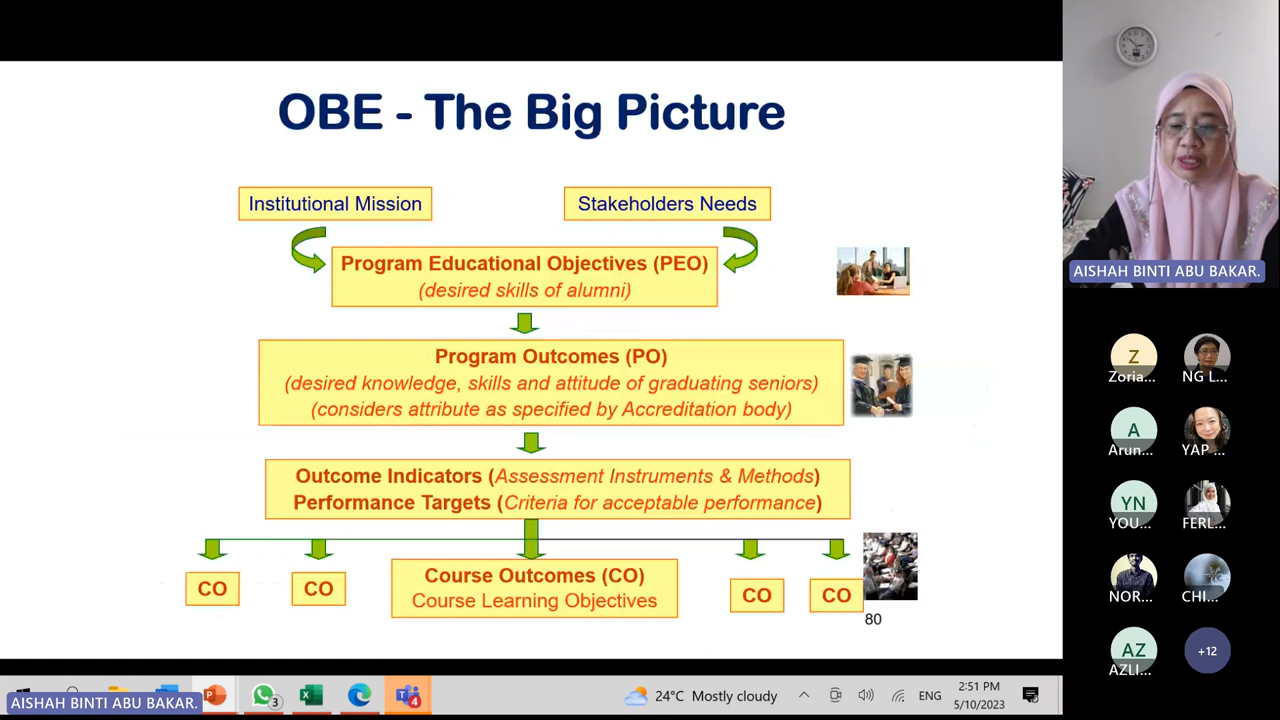 OBE - The Big Picture
Institutional Mission
Stakeholders Needs
Program Educational Objectives (PEO)
(desired skills of alumni)
Program Outcomes (PO)
(desired knowledge, skills and attitude of graduating seniors)
(considers attribute as specified by Accreditation body)
Outcome Indicators (Assessment Instruments & Methods)
Performance Targets (Criteria for acceptable performance)
CO
CO
Course Outcomes (CO)
Course Learning Objectives
CO
CO
80
AISHAH BINTI ABU BAKAR.
Z
Zoria...
NG L...
A
Arun...
YAP ...
YN
YOU...
FERL...
NOR...
CHI...
AZ
AZLI...
+12
AISHAH BINTI ABU BAKAR.
3
4
24°C Mostly cloudy
ENG
2:51 PM
5/10/2023